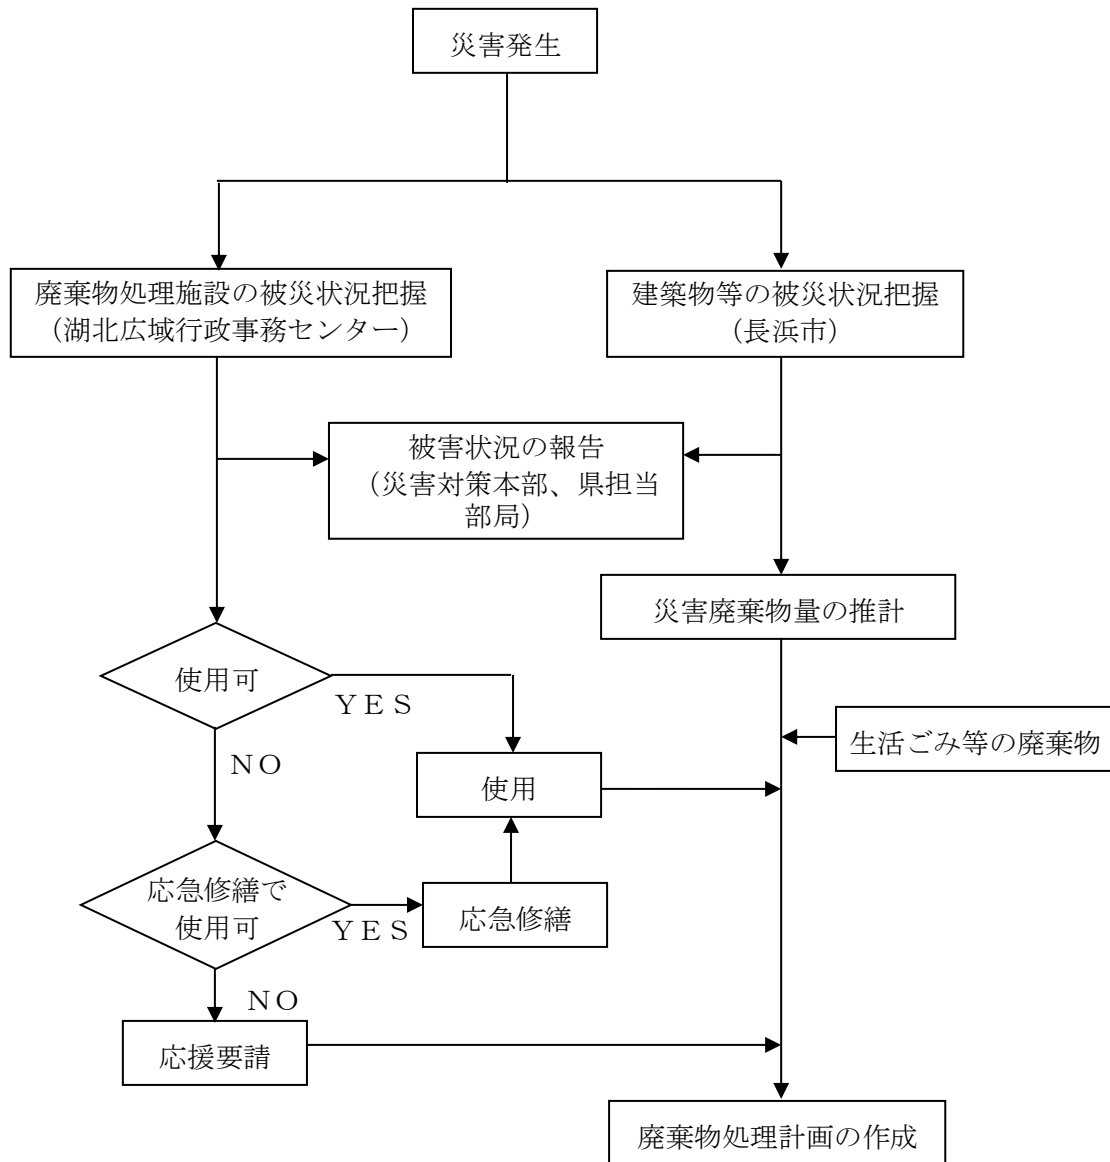 災害発生
廃棄物処理施設の被災状況把握
（湖北広域行政事務センター）
建築物等の被災状況把握
（長浜市）
被害状況の報告
（災害対策本部、県担当
部局）
災害廃棄物量の推計
使用可
ＹＥＳ
生活ごみ等の廃棄物
ＮＯ
使用
応急修繕で
使用可
ＹＥＳ
応急修繕
ＮＯ
応援要請
廃棄物処理計画の作成